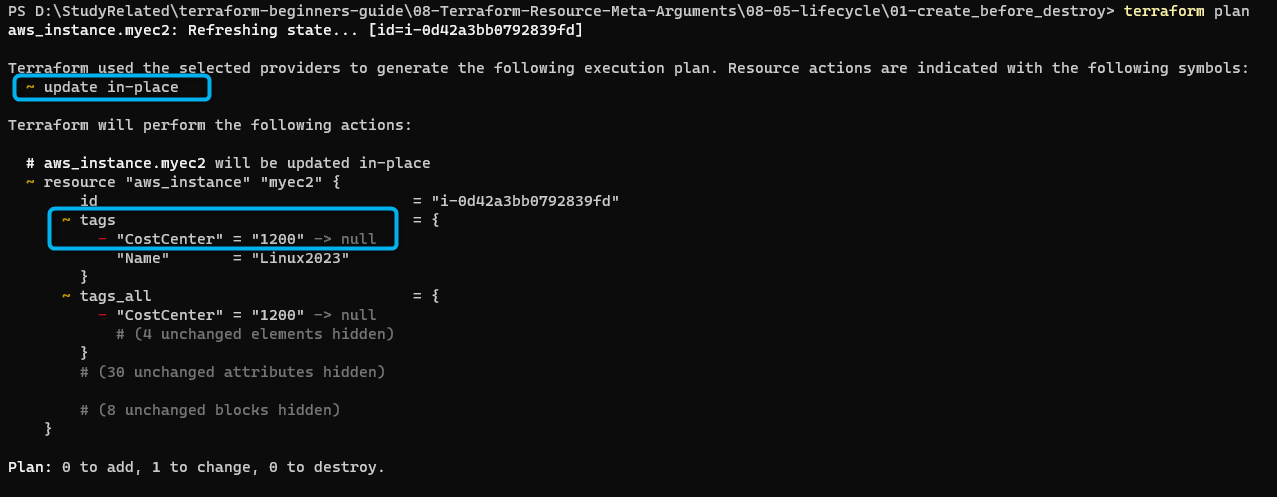 PS D:\StudyRelated\terraform-beginners-guide\08-Terraform-Resource-Meta-Arguments\08-05-lifecycle\01-create_before_destroy> terraform plan
aws_instance.myec2: Refreshing state... [id=i-0d42a3bb0792839fd]
Terraform used the selected providers to generate the following execution plan. Resource actions are indicated with the following symbols:
~ update in-place
Terraform will perform the following actions:
# aws_instance.myec2 will be updated in-place
~ resource "aws_instance" "myec2" {
id = "i-0d42a3bb0792839fd"
~ tags = {
- "CostCenter" = "1200" -> null
"Name" = "Linux2023"
}
~ tags_all = {
- "CostCenter" = "1200" -> null
# (4 unchanged elements hidden)
}
# (30 unchanged attributes hidden)
# (8 unchanged blocks hidden)
}
Plan: 0 to add, 1 to change, 0 to destroy.